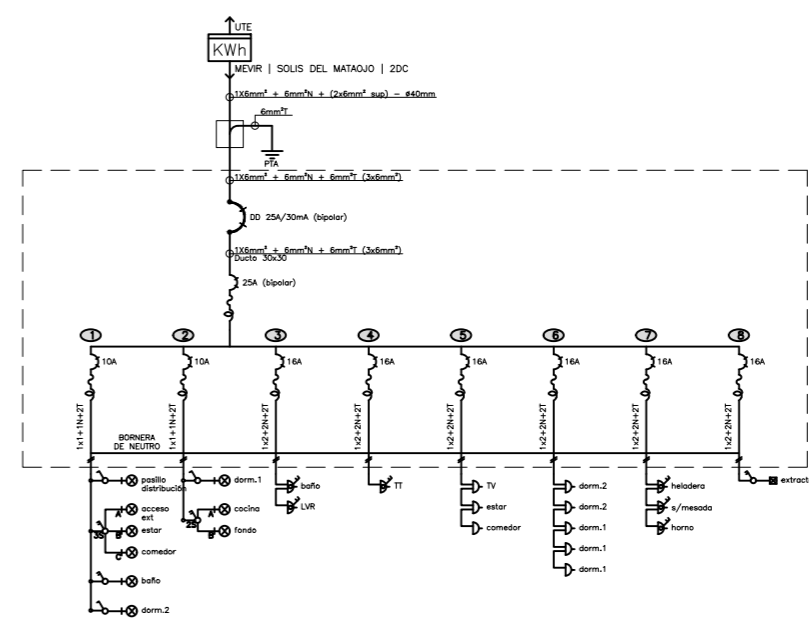 UTE
KWh
MEVIR | SOLIS DEL MATAOJO | 2DC
1X6mm² + 6mm²N + (2x6mm² sup) - ø40mm
6mm²T
PTA
1X6mm² + 6mm²N + 6mm²T (3x6mm²)
DD 25A/30mA (bipolar)
1X6mm² + 6mm²N + 6mm²T (3x6mm²)
Ducto 30x30
25A (bipolar)
1 2 3 4 5 6 7 8
10A 10A 16A 16A 16A 16A 16A 16A
1x1+1N+2T 1x1+1N+2T 1x2+2N+2T 1x2+2N+2T 1x2+2N+2T 1x2+2N+2T 1x2+2N+2T
BORNERA
DE NEUTRO
pasillo
distribución
A acceso
ext
3S B estar
C comedor
baño
dorm.2
dorm.1
2S A cocina
B fondo
baño
LVR
TT
TV
estar
comedor
dorm.2
dorm.2
dorm.1
dorm.1
dorm.1
heladera
s/mesada
horno
extract